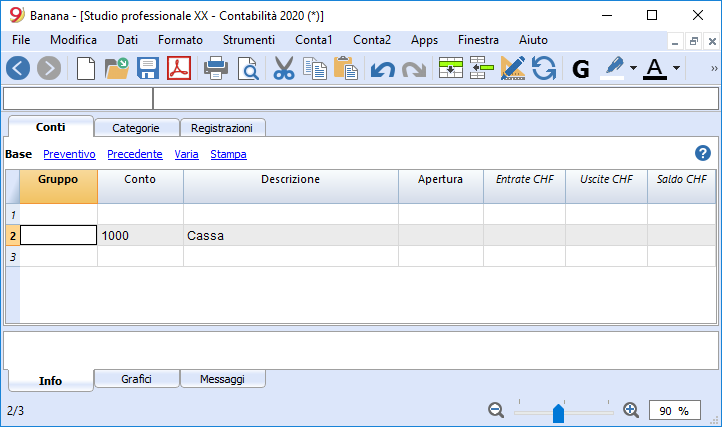 9 Banana - [Studio professionale XX - Contabilità 2020 (*)]
File Modifica Dati Formato Strumenti Conta1 Conta2 Apps Finestra Aiuto
G A »
Conti Categorie Registrazioni
Base Preventivo Precedente Varia Stampa ?
Gruppo Conto Descrizione Apertura Entrate CHF Uscite CHF Saldo CHF
1
2 1000 Cassa
3
Info Grafici Messaggi
2/3 90 %